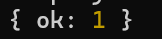 { ok: 1 }